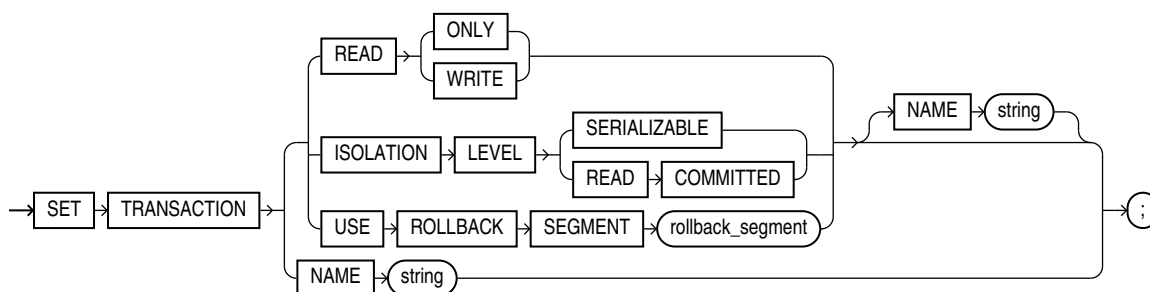 ONLY
READ
WRITE
NAME string
SERIALIZABLE
ISOLATION LEVEL
READ COMMITTED
SET TRANSACTION
;
USE ROLLBACK SEGMENT rollback_segment
NAME string